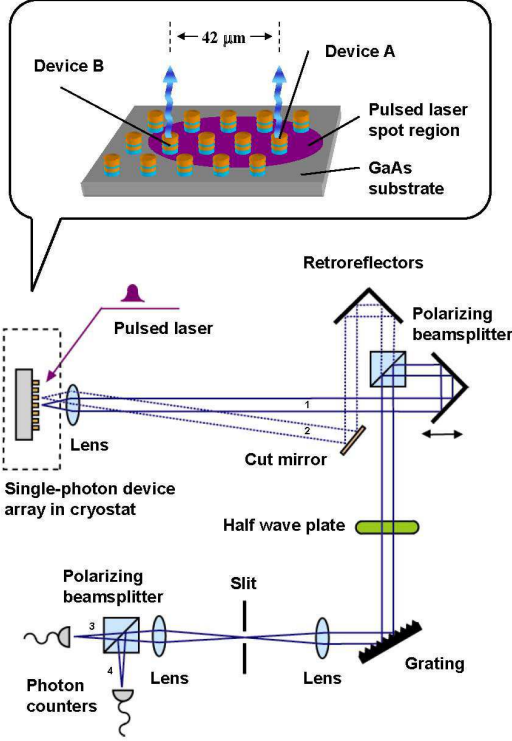 42 μm
Device A
Device B
Pulsed laser
spot region
GaAs
substrate
Retroreflectors
Polarizing
beamsplitter
Pulsed laser
1
2
Lens
Cut mirror
Single-photon device
array in cryostat
Half wave plate
Polarizing
beamsplitter
Slit
3
4
Lens
Lens
Grating
Photon
counters